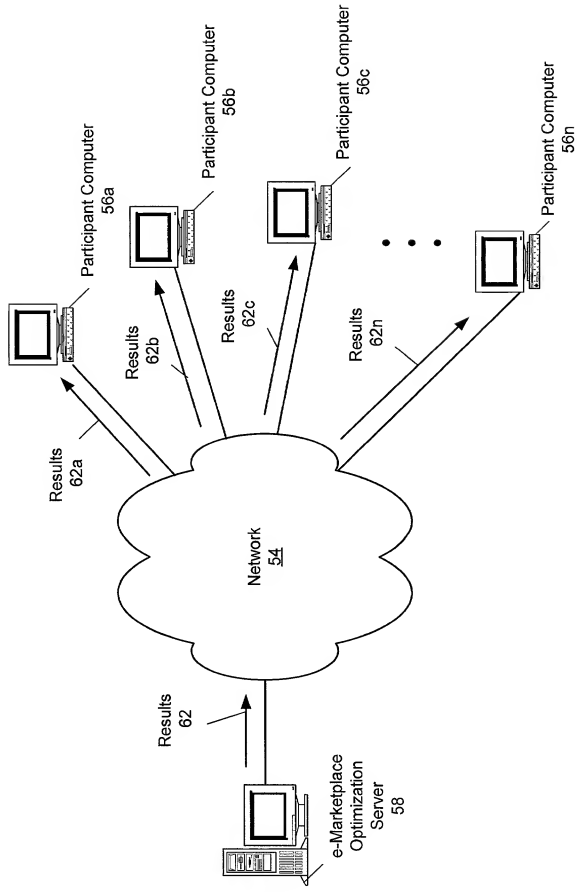 Participant Computer
56a
Participant Computer
56b
Participant Computer
56c
Participant Computer
56n
Results
62a
Results
62b
Results
62c
Results
62n
Network
54
Results
62
e-Marketplace
Optimization
Server
58